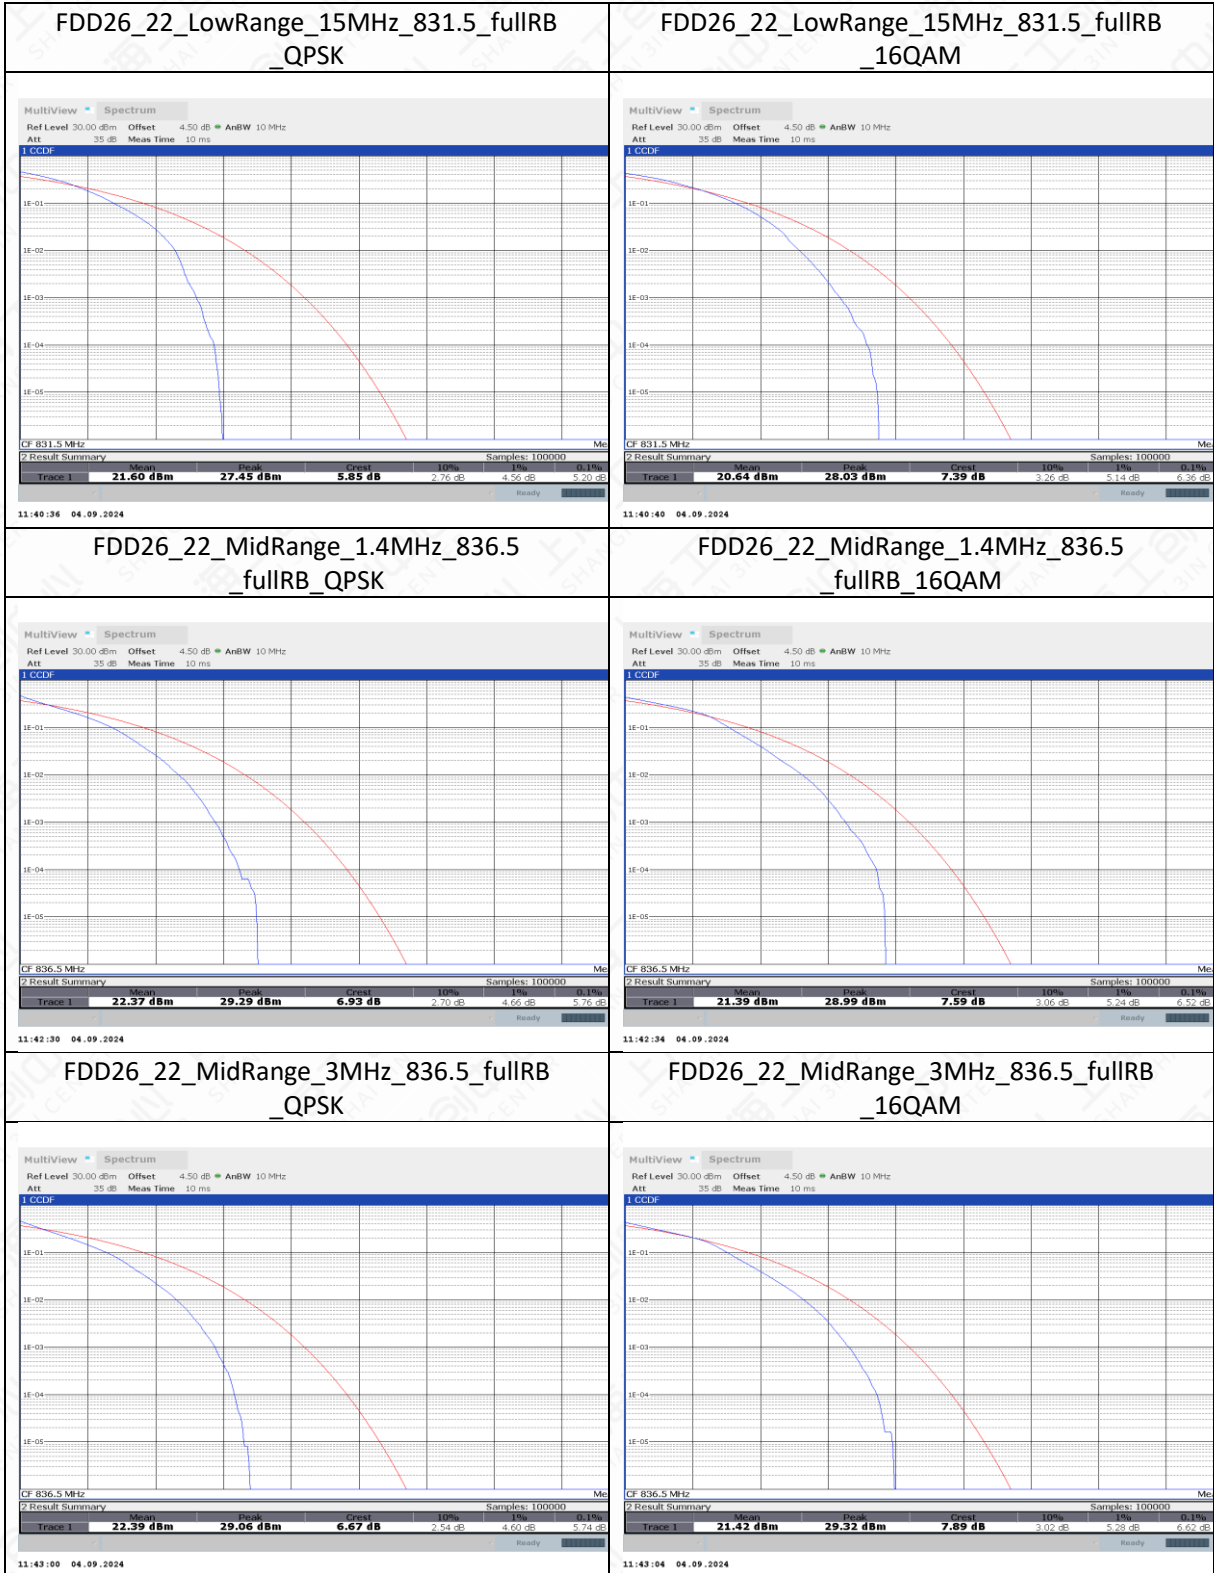 FDD26_22_LowRange_15MHz_831.5_fullRB
_QPSK
FDD26_22_LowRange_15MHz_831.5_fullRB
_16QAM
MultiView Spectrum
Ref Level 30.00 dBm Offset 4.50 dB AnBW 10 MHz
Att 35 dB Meas Time 10 ms
1 CCDF
1E-01
1E-02
1E-03
1E-04
1E-05
CF 831.5 MHz Me
2 Result Summary Samples: 100000
Mean Peak Crest 10% 1% 0.1%
Trace 1 21.60 dBm 27.45 dBm 5.85 dB 2.76 dB 4.56 dB 5.20 dB
Ready
11:40:36 04.09.2024
MultiView Spectrum
Ref Level 30.00 dBm Offset 4.50 dB AnBW 10 MHz
Att 35 dB Meas Time 10 ms
1 CCDF
1E-01
1E-02
1E-03
1E-04
1E-05
CF 831.5 MHz Me
2 Result Summary Samples: 100000
Mean Peak Crest 10% 1% 0.1%
Trace 1 20.64 dBm 28.03 dBm 7.39 dB 3.26 dB 5.14 dB 6.36 dB
Ready
11:40:40 04.09.2024
FDD26_22_MidRange_1.4MHz_836.5
_fullRB_QPSK
FDD26_22_MidRange_1.4MHz_836.5
_fullRB_16QAM
MultiView Spectrum
Ref Level 30.00 dBm Offset 4.50 dB AnBW 10 MHz
Att 35 dB Meas Time 10 ms
1 CCDF
1E-01
1E-02
1E-03
1E-04
1E-05
CF 836.5 MHz Me
2 Result Summary Samples: 100000
Mean Peak Crest 10% 1% 0.1%
Trace 1 22.37 dBm 29.29 dBm 6.93 dB 2.70 dB 4.66 dB 5.76 dB
Ready
11:42:30 04.09.2024
MultiView Spectrum
Ref Level 30.00 dBm Offset 4.50 dB AnBW 10 MHz
Att 35 dB Meas Time 10 ms
1 CCDF
1E-01
1E-02
1E-03
1E-04
1E-05
CF 836.5 MHz Me
2 Result Summary Samples: 100000
Mean Peak Crest 10% 1% 0.1%
Trace 1 21.39 dBm 28.99 dBm 7.59 dB 3.06 dB 5.24 dB 6.52 dB
Ready
11:42:34 04.09.2024
FDD26_22_MidRange_3MHz_836.5_fullRB
_QPSK
FDD26_22_MidRange_3MHz_836.5_fullRB
_16QAM
MultiView Spectrum
Ref Level 30.00 dBm Offset 4.50 dB AnBW 10 MHz
Att 35 dB Meas Time 10 ms
1 CCDF
1E-01
1E-02
1E-03
1E-04
1E-05
CF 836.5 MHz Me
2 Result Summary Samples: 100000
Mean Peak Crest 10% 1% 0.1%
Trace 1 22.39 dBm 29.06 dBm 6.67 dB 2.54 dB 4.60 dB 5.74 dB
Ready
11:43:00 04.09.2024
MultiView Spectrum
Ref Level 30.00 dBm Offset 4.50 dB AnBW 10 MHz
Att 35 dB Meas Time 10 ms
1 CCDF
1E-01
1E-02
1E-03
1E-04
1E-05
CF 836.5 MHz Me
2 Result Summary Samples: 100000
Mean Peak Crest 10% 1% 0.1%
Trace 1 21.42 dBm 29.32 dBm 7.89 dB 3.02 dB 5.28 dB 6.62 dB
Ready
11:43:04 04.09.2024